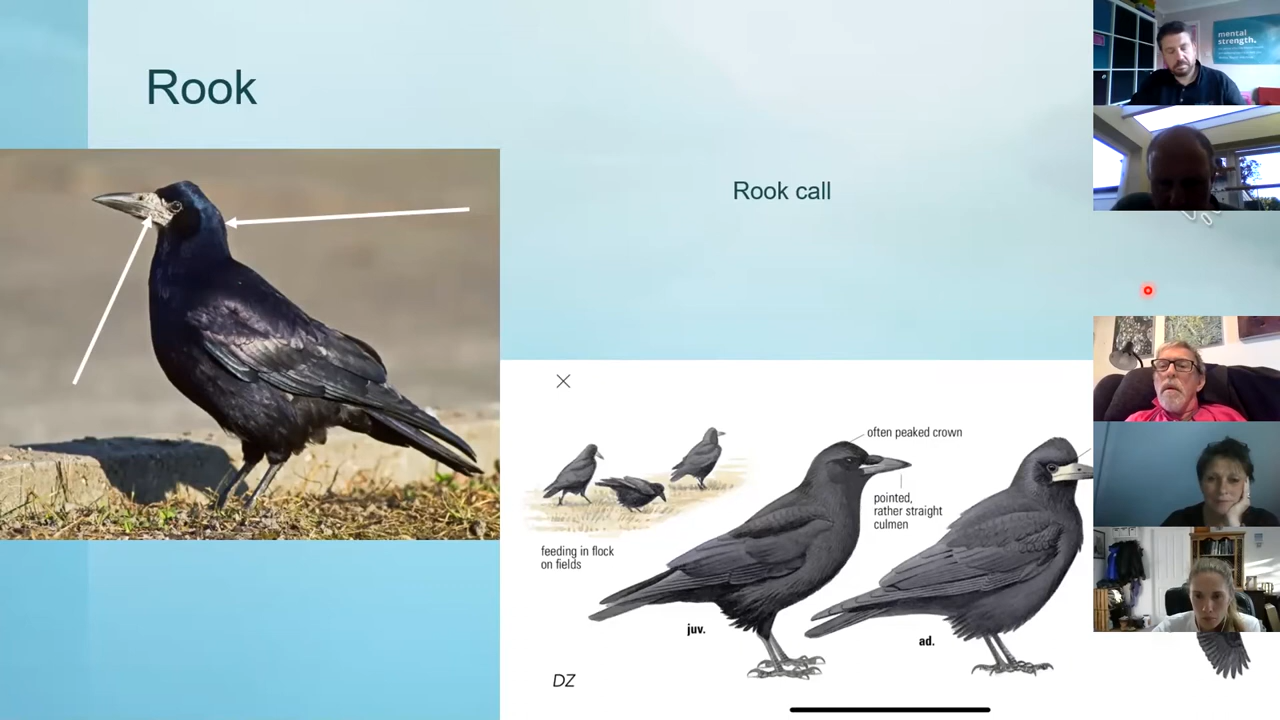 Rook
mental
strength.
Rook call
often peaked crown
pointed,
rather straight
culmen
feeding in flock
on fields
juv.
ad.
DZ